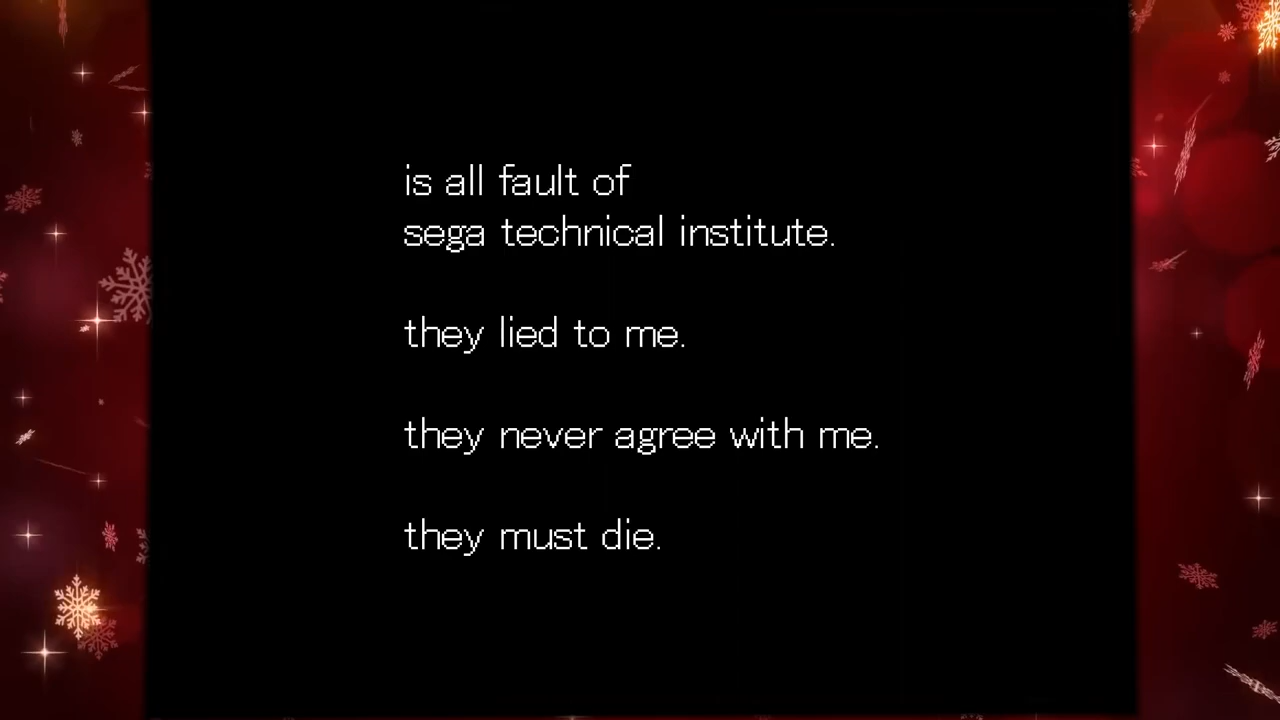 is all fault of
sega technical institute.
they lied to me.
they never agree with me.
they must die.